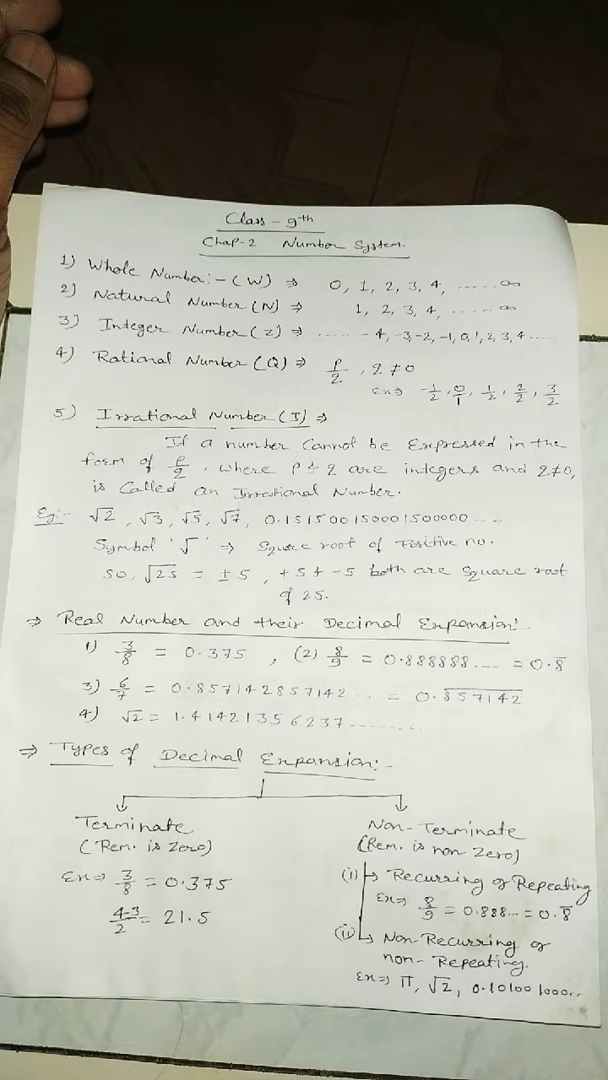 Class - 9th
Chap-2 Number System.
1) Whole Number:- (W) ⇒ 0, 1, 2, 3, 4, ...... ∞
2) Natural Number (N) ⇒ 1, 2, 3, 4, ...... ∞
3) Integer Number (Z) ⇒ ...... -4, -3, -2, -1, 0, 1, 2, 3, 4 ......
4) Rational Number (Q) ⇒ p/q , q ≠ 0
Ex ⇒ -1/2, 0/1, 1/2, 2/2, 3/2
5) Irrational Number (I) ⇒
If a number cannot be Expressed in the
form of p/q, where p & q are integers and q≠0,
is called an Irrational Number.
Eg:- √2, √3, √5, √7, 0.151500150001500000...
Symbol '√' ⇒ Square root of Positive no.
so, √25 = ±5, +5 & -5 both are square root
of 25.
⇒ Real Number and their Decimal Expansion:-
1) 3/8 = 0.375 , (2) 8/9 = 0.888888.... = 0.8̅
3) 6/7 = 0.857142857142... = 0.8̅5̅7̅1̅4̅2̅
4) √2 = 1.41421356237.........
⇒ Types of Decimal Expansion:-
Terminate
(Rem. is Zero)
Ex ⇒ 3/8 = 0.375
43/2 = 21.5
Non-Terminate
(Rem. is non Zero)
(i) ↳ Recurring or Repeating
Ex ⇒ 8/9 = 0.888... = 0.8̅
(ii) ↳ Non-Recurring or
non-Repeating.
Ex ⇒ π, √2, 0.101001000..